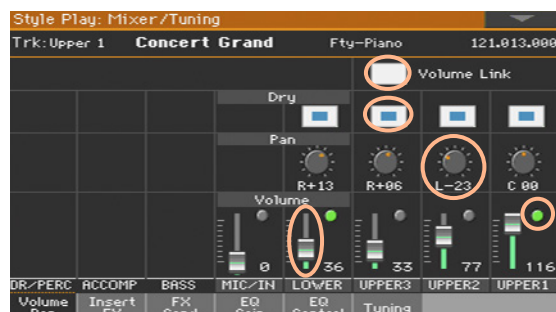 Style Play: Mixer/Tuning
Trk:Upper 1 Concert Grand Fty-Piano 121.013.000
Volume Link
Dry
Pan
R+13 R+06 L-23 C 00
Volume
0 36 33 77 116
DR/PERC ACCOMP BASS MIC/IN LOWER UPPER3 UPPER2 UPPER1
Volume Insert FX EQ EQ Tuning